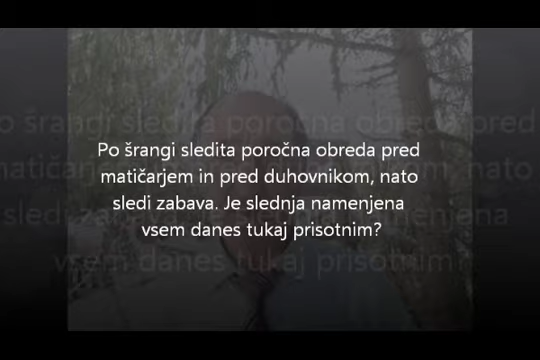 Po šrangi sledita poročna obreda pred
matičarjem in pred duhovnikom, nato
sledi zabava. Je slednja namenjena
vsem danes tukaj prisotnim?